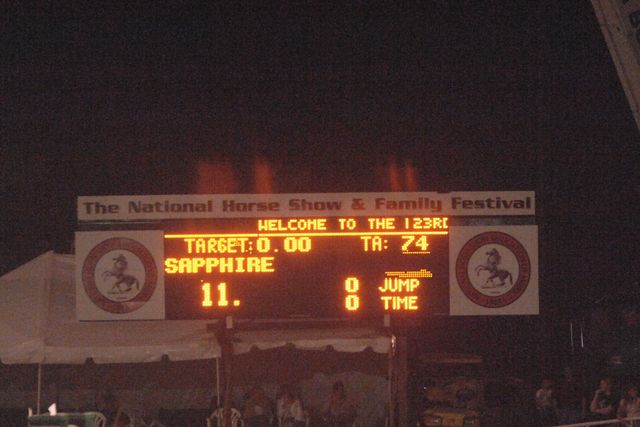 The National Horse Show & Family Festival
WELCOME TO THE 123RD
TARGET: 0.00 TA: 74
SAPPHIRE
11. 0 JUMP
0 TIME